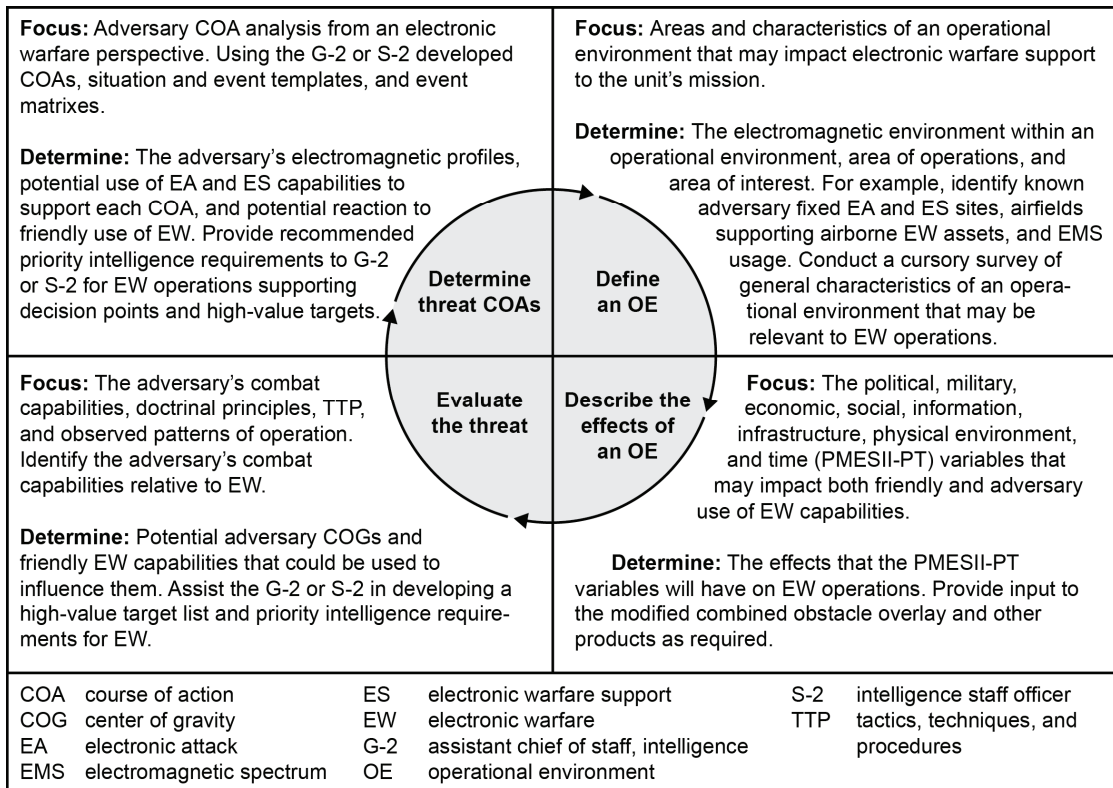 Focus: Adversary COA analysis from an electronic
warfare perspective. Using the G-2 or S-2 developed
COAs, situation and event templates, and event
matrixes.
Determine: The adversary's electromagnetic profiles,
potential use of EA and ES capabilities to
support each COA, and potential reaction to
friendly use of EW. Provide recommended
priority intelligence requirements to G-2
or S-2 for EW operations supporting
decision points and high-value targets.
Focus: Areas and characteristics of an operational
environment that may impact electronic warfare support
to the unit's mission.
Determine: The electromagnetic environment within an
operational environment, area of operations, and
area of interest. For example, identify known
adversary fixed EA and ES sites, airfields
supporting airborne EW assets, and EMS
usage. Conduct a cursory survey of
general characteristics of an opera-
tional environment that may be
relevant to EW operations.
Determine
threat COAs
Define
an OE
Evaluate
the threat
Describe the
effects of
an OE
Focus: The adversary's combat
capabilities, doctrinal principles, TTP,
and observed patterns of operation.
Identify the adversary's combat
capabilities relative to EW.
Determine: Potential adversary COGs and
friendly EW capabilities that could be used to
influence them. Assist the G-2 or S-2 in developing a
high-value target list and priority intelligence require-
ments for EW.
Focus: The political, military,
economic, social, information,
infrastructure, physical environment,
and time (PMESII-PT) variables that
may impact both friendly and adversary
use of EW capabilities.
Determine: The effects that the PMESII-PT
variables will have on EW operations. Provide input to
the modified combined obstacle overlay and other
products as required.
COA course of action
COG center of gravity
EA electronic attack
EMS electromagnetic spectrum
ES electronic warfare support
EW electronic warfare
G-2 assistant chief of staff, intelligence
OE operational environment
S-2 intelligence staff officer
TTP tactics, techniques, and
procedures